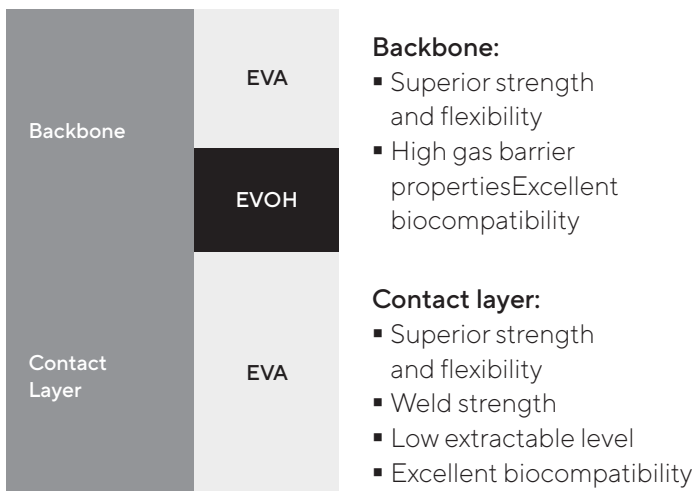 Backbone
Contact
Layer
EVA
EVOH
EVA
Backbone:
▪ Superior strength
and flexibility
▪ High gas barrier
propertiesExcellent
biocompatibility
Contact layer:
▪ Superior strength
and flexibility
▪ Weld strength
▪ Low extractable level
▪ Excellent biocompatibility